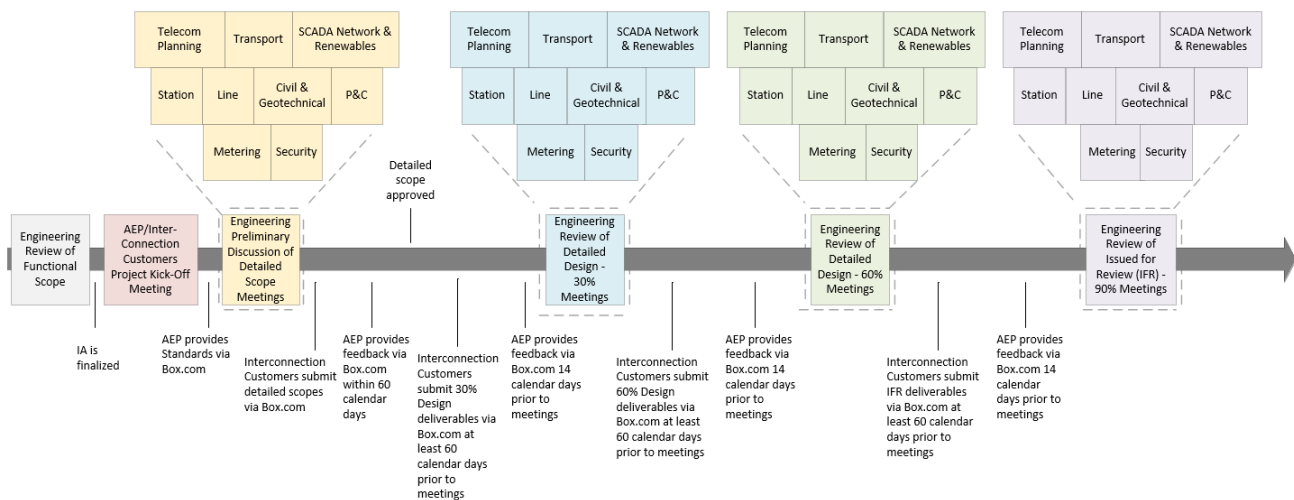 Telecom
Planning
Transport
SCADA Network
& Renewables
Station
Line
Civil &
Geotechnical
P&C
Metering
Security
Telecom
Planning
Transport
SCADA Network
& Renewables
Station
Line
Civil &
Geotechnical
P&C
Metering
Security
Telecom
Planning
Transport
SCADA Network
& Renewables
Station
Line
Civil &
Geotechnical
P&C
Metering
Security
Telecom
Planning
Transport
SCADA Network
& Renewables
Station
Line
Civil &
Geotechnical
P&C
Metering
Security
Detailed
scope
approved
Engineering
Review of
Functional
Scope
AEP/Inter-
Connection
Customers
Project Kick-Off
Meeting
Engineering
Preliminary
Discussion of
Detailed
Scope
Meetings
Engineering
Review of
Detailed
Design -
30%
Meetings
Engineering
Review of
Detailed
Design - 60%
Meetings
Engineering
Review of
Issued for
Review (IFR) -
90% Meetings
IA is
finalized
AEP provides
Standards via
Box.com
Interconnection
Customers submit
detailed scopes
via Box.com
AEP provides
feedback via
Box.com
within 60
calendar
days
Interconnection
Customers
submit 30%
Design
deliverables via
Box.com at
least 60
calendar days
prior to
meetings
AEP provides
feedback via
Box.com 14
calendar days
prior to
meetings
Interconnection
Customers submit
60% Design
deliverables via
Box.com at least
60 calendar days
prior to meetings
AEP provides
feedback via
Box.com 14
calendar days
prior to
meetings
Interconnection
Customers submit
IFR deliverables
via Box.com at
least 60 calendar
days prior to
meetings
AEP provides
feedback via
Box.com 14
calendar
days prior to
meetings